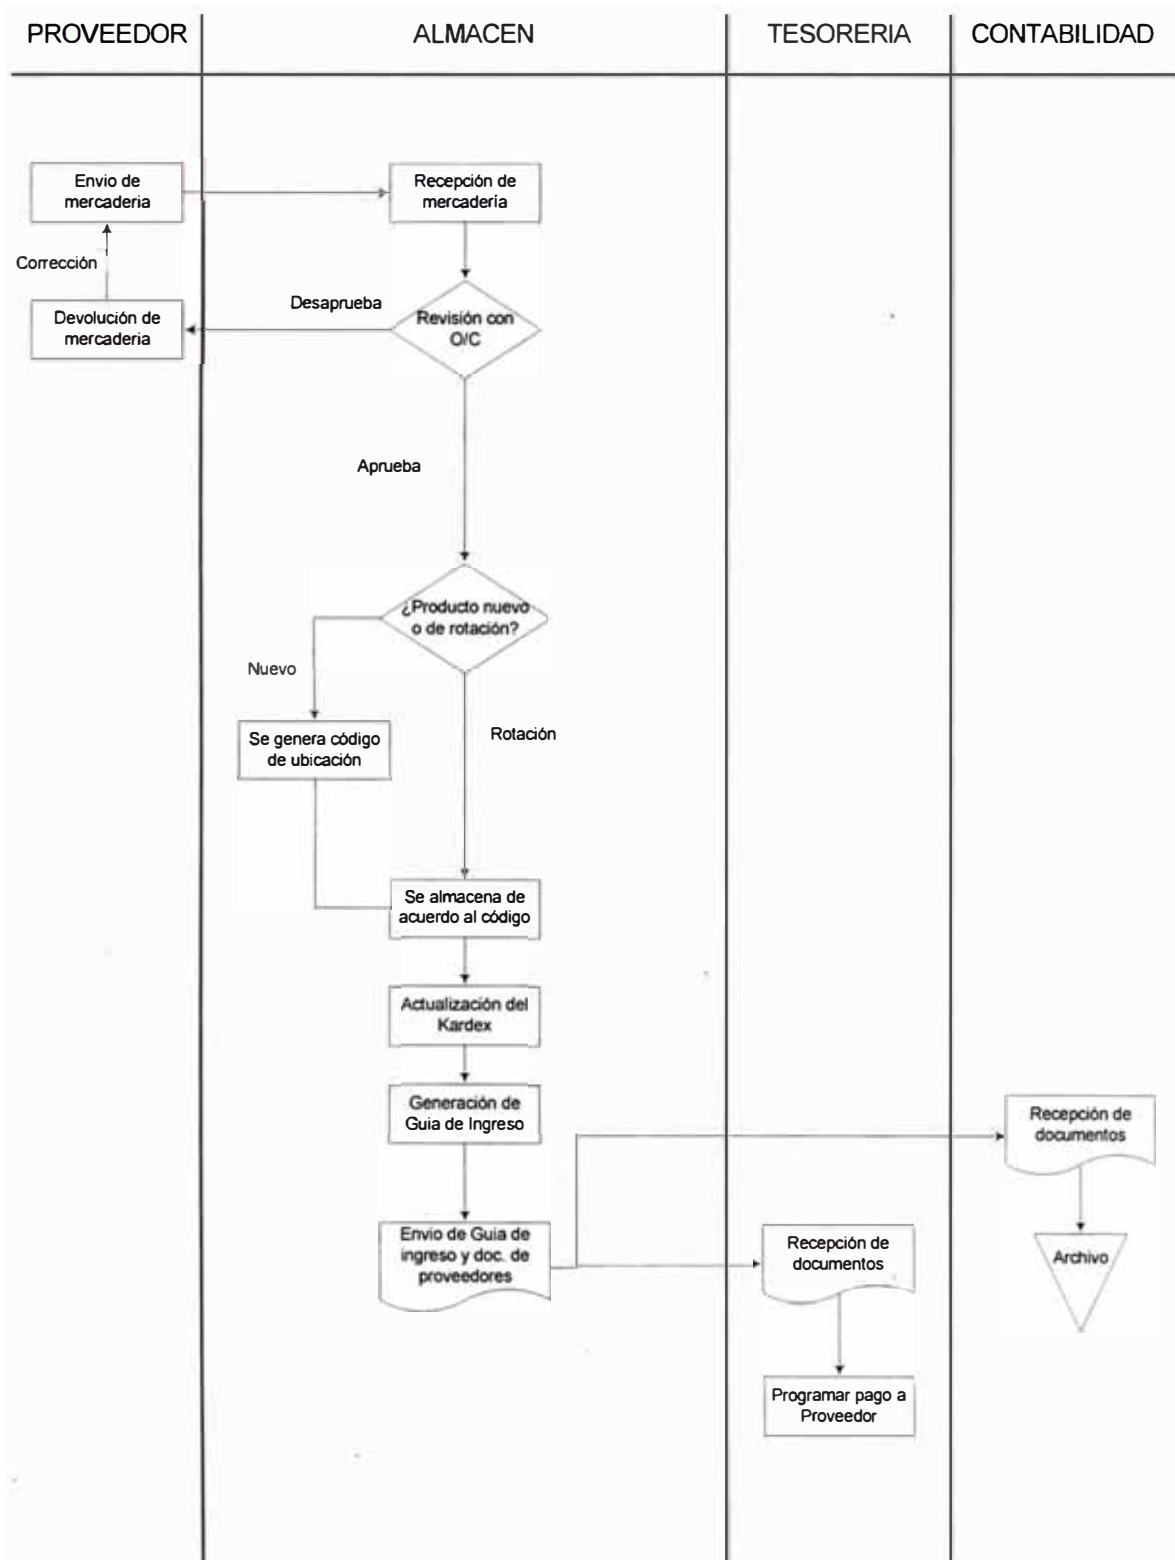 PROVEEDOR
ALMACEN
TESORERIA
CONTABILIDAD
Envio de
mercaderia
Recepción de
mercadería
Corrección
Desaprueba
Devolución de
mercaderia
Revisión con
O/C
Aprueba
¿Producto nuevo
o de rotación?
Nuevo
Se genera código
de ubicación
Rotación
Se almacena de
acuerdo al código
Actualización del
Kardex
Generación de
Guia de Ingreso
Recepción de
documentos
Envio de Guia de
ingreso y doc. de
proveedores
Recepción de
documentos
Archivo
Programar pago a
Proveedor